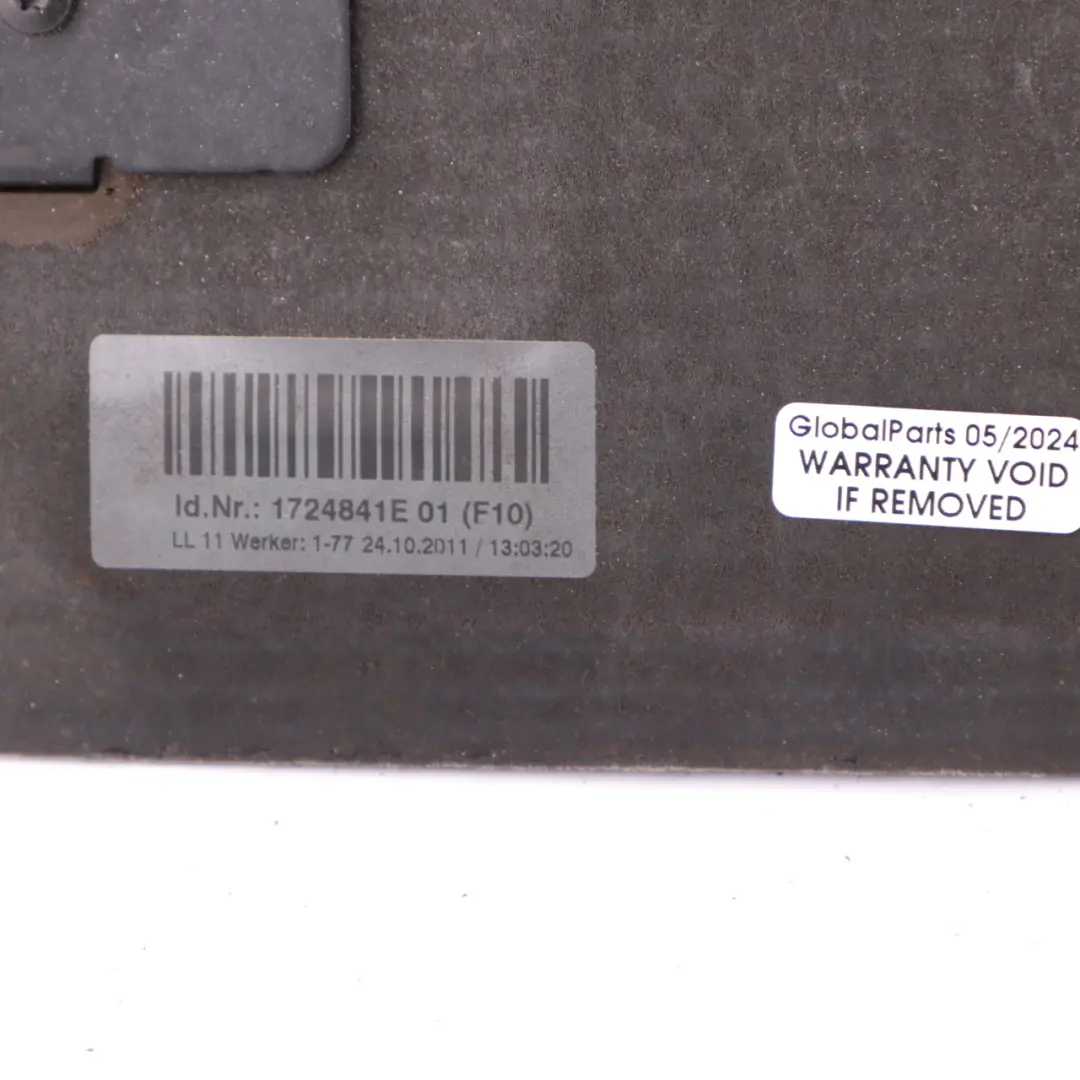 Id.Nr.: 1724841E 01 (F10)
LL 11 Werker: 1-77 24.10.2011 / 13:03:20
GlobalParts 05/2024
WARRANTY VOID
IF REMOVED